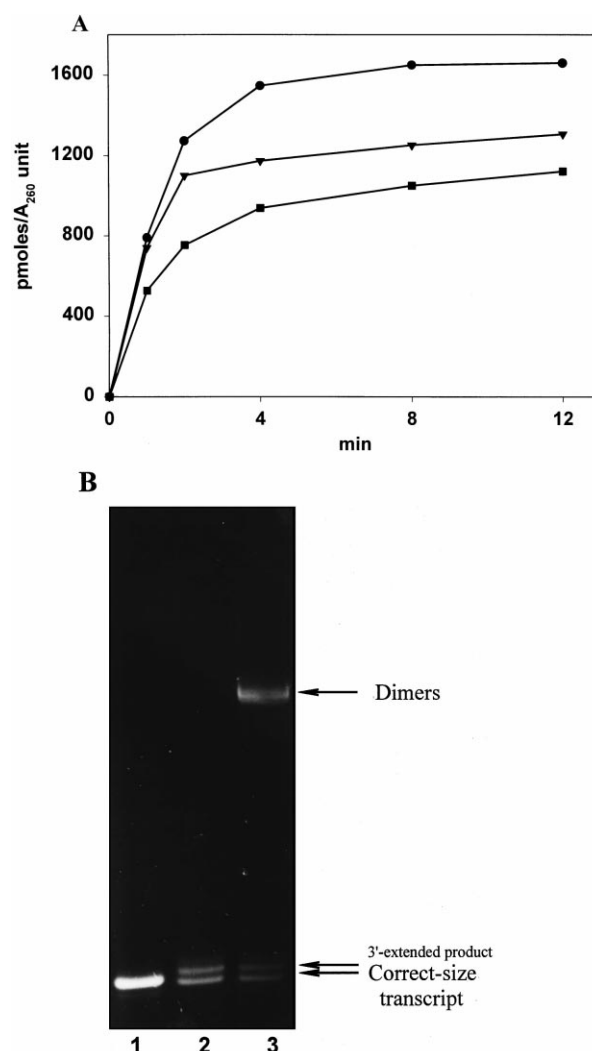 A
1600
1200
800
400
0
pmoles/A260 unit
0 4 8 12
min
B
Dimers
3'-extended product
Correct-size
transcript
1 2 3